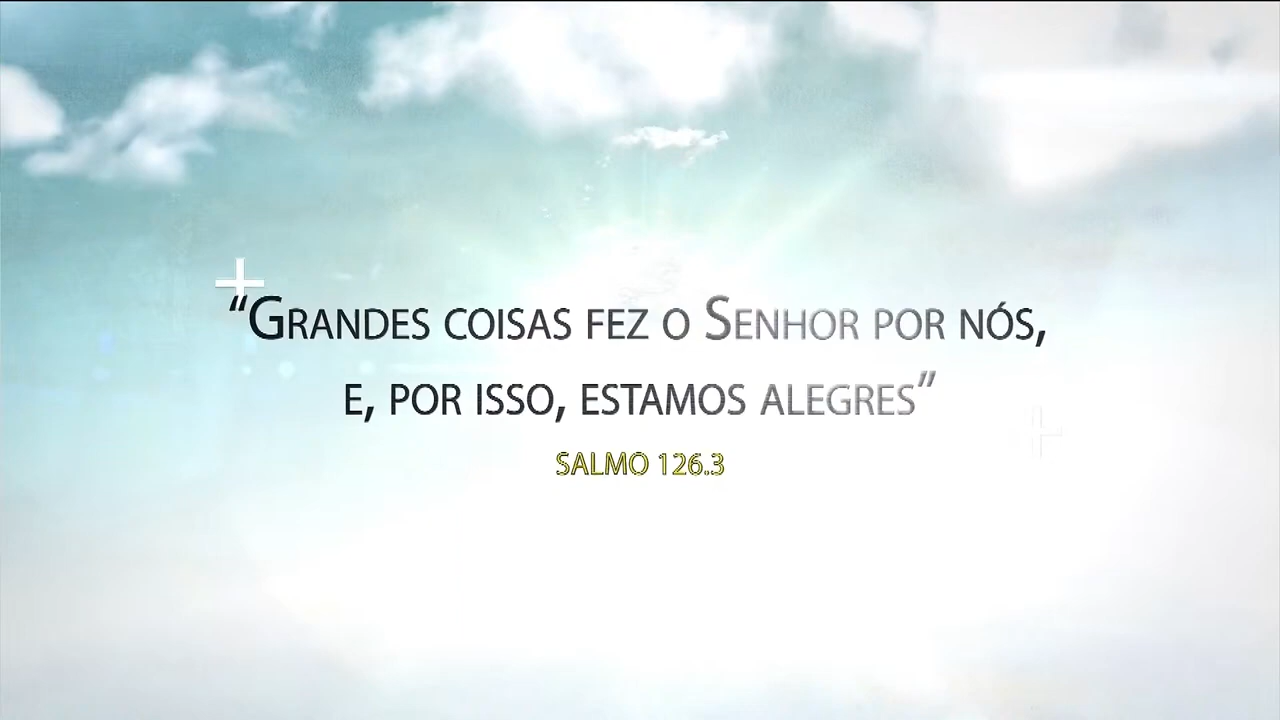 “Grandes coisas fez o Senhor por nós,
e, por isso, estamos alegres”
SALMO 126.3